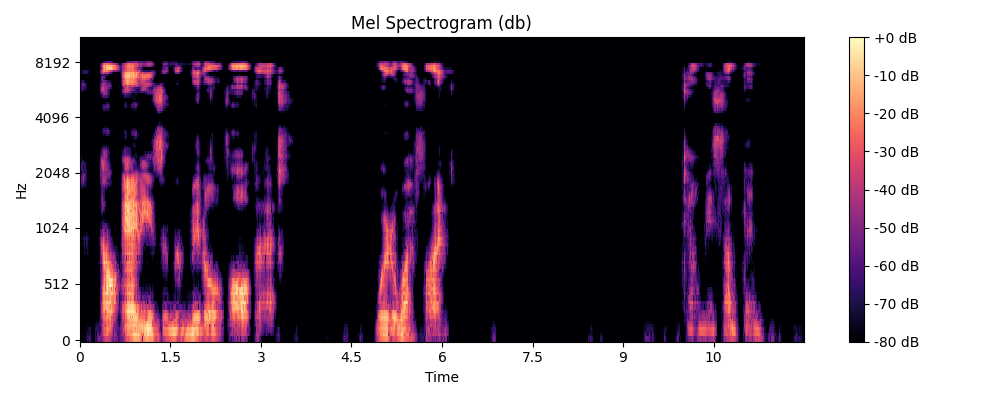 Mel Spectrogram (db)
+0 dB
8192
-10 dB
4096
-20 dB
-30 dB
2048
Hz
-40 dB
1024
-50 dB
512
-60 dB
-70 dB
0
-80 dB
0 1.5 3 4.5 6 7.5 9 10
Time